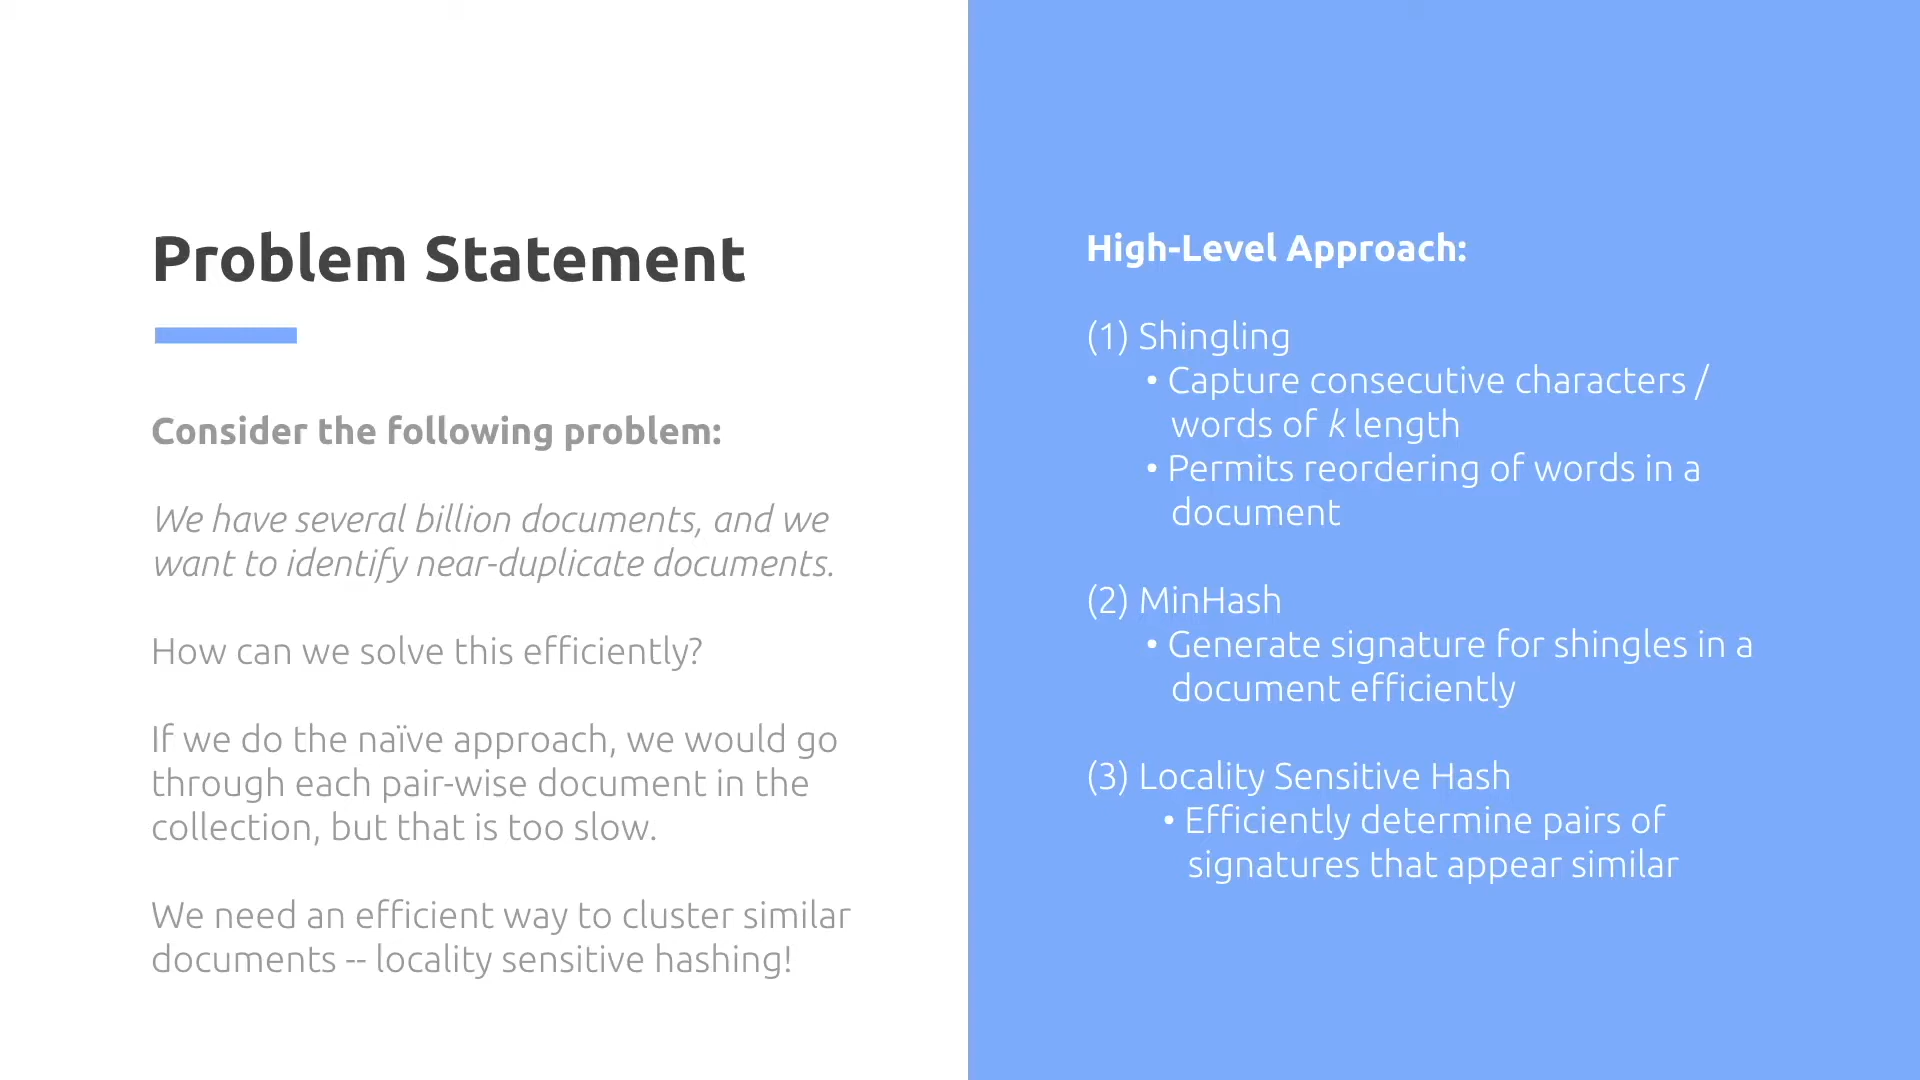 Problem Statement
Consider the following problem:
We have several billion documents, and we
want to identify near-duplicate documents.
How can we solve this efficiently?
If we do the naïve approach, we would go
through each pair-wise document in the
collection, but that is too slow.
We need an efficient way to cluster similar
documents -- locality sensitive hashing!
High-Level Approach:
(1) Shingling
• Capture consecutive characters /
words of k length
• Permits reordering of words in a
document
(2) MinHash
• Generate signature for shingles in a
document efficiently
(3) Locality Sensitive Hash
• Efficiently determine pairs of
signatures that appear similar